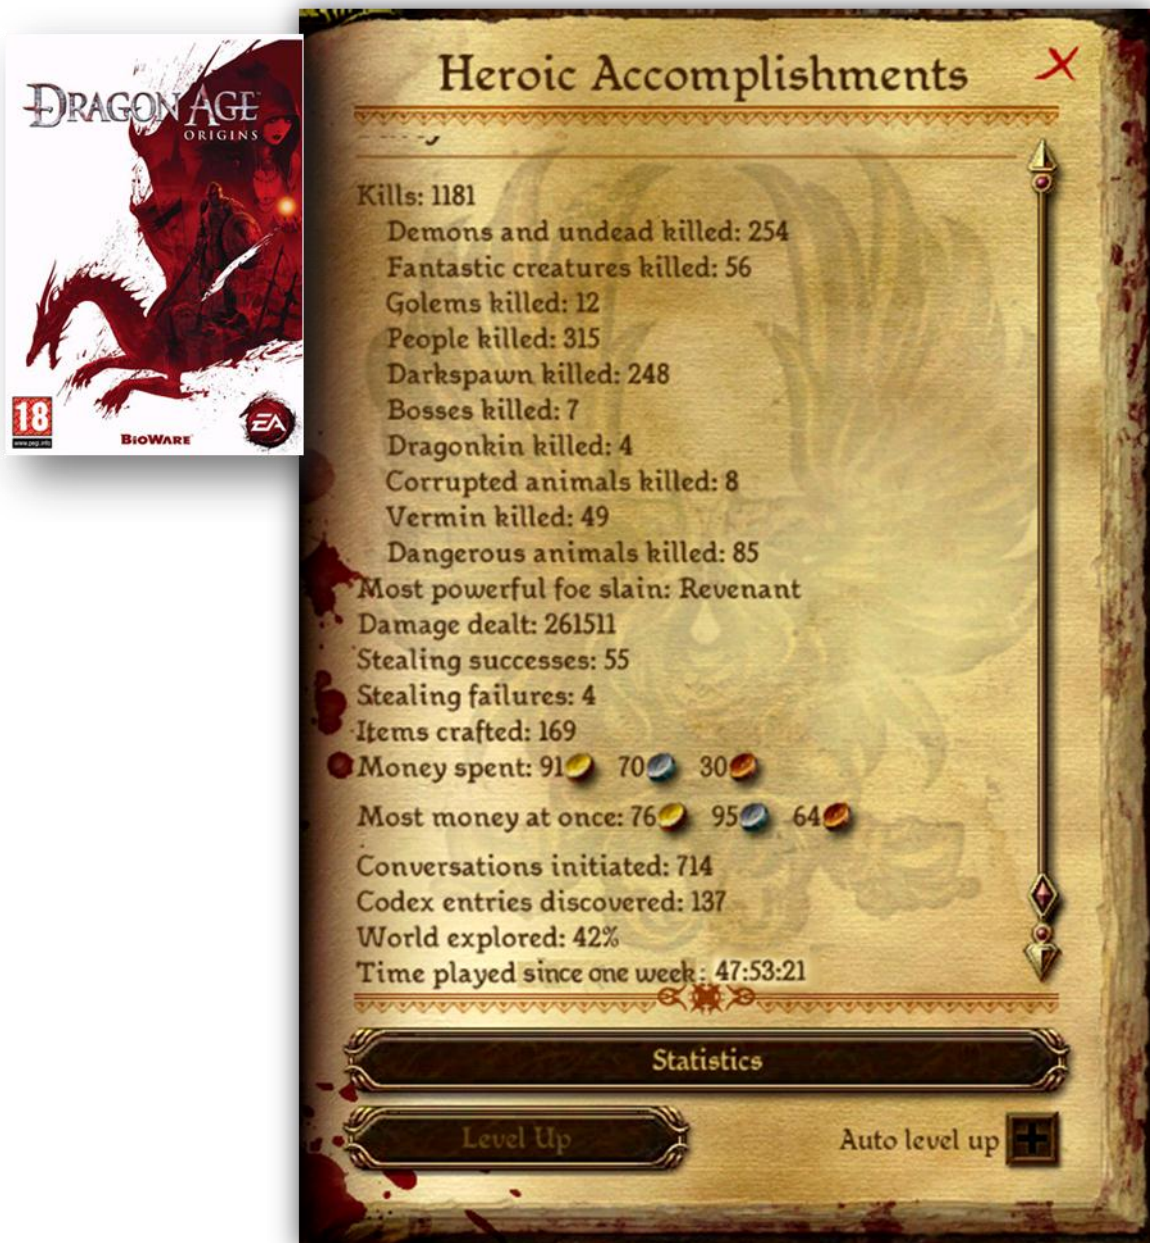 DRAGON AGE
ORIGINS
18
www.pegi.info
BIOWARE
EA
Heroic Accomplishments
X
Kills: 1181
Demons and undead killed: 254
Fantastic creatures killed: 56
Golems killed: 12
People killed: 315
Darkspawn killed: 248
Bosses killed: 7
Dragonkin killed: 4
Corrupted animals killed: 8
Vermin killed: 49
Dangerous animals killed: 85
Most powerful foe slain: Revenant
Damage dealt: 261511
Stealing successes: 55
Stealing failures: 4
Items crafted: 169
Money spent: 91 70 30
Most money at once: 76 95 64
Conversations initiated: 714
Codex entries discovered: 137
World explored: 42%
Time played since one week: 47:53:21
Statistics
Level Up
Auto level up